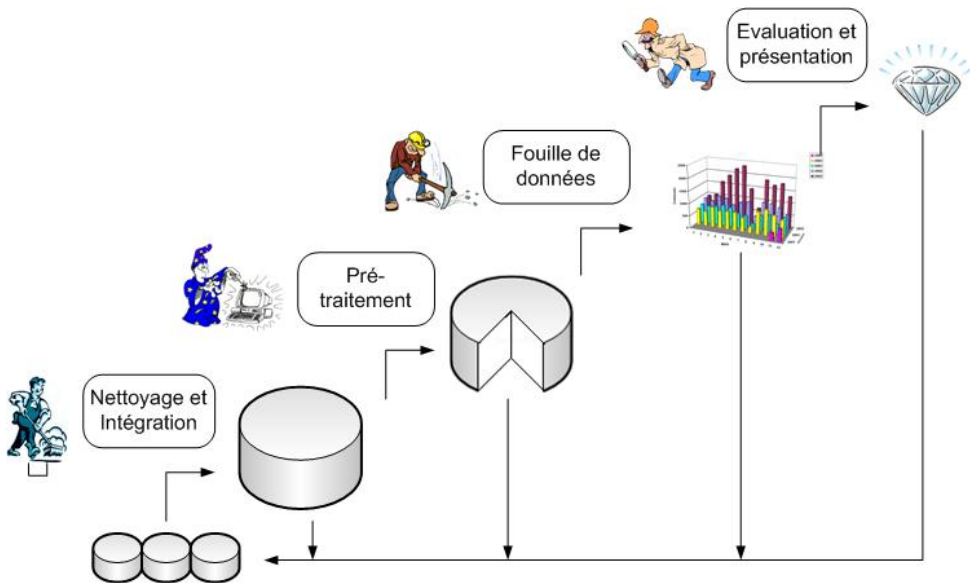 Evaluation et
présentation
Fouille de
données
Pré-
traitement
Nettoyage et
Intégration